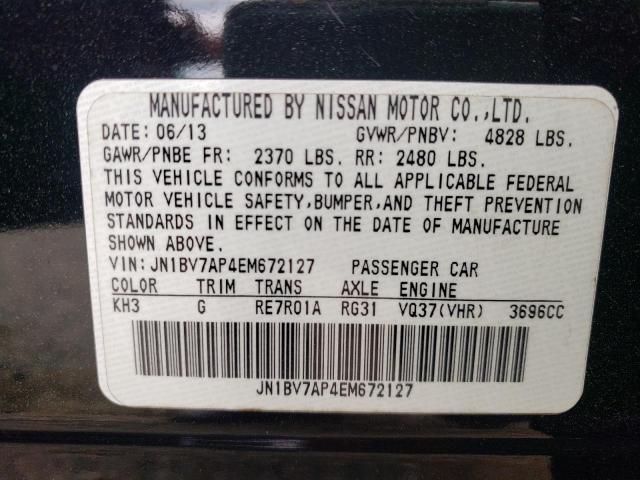 MANUFACTURED BY NISSAN MOTOR CO.,LTD.
DATE: 06/13 GVWR/PNBV: 4828 LBS.
GAWR/PNBE FR: 2370 LBS. RR: 2480 LBS.
THIS VEHICLE CONFORMS TO ALL APPLICABLE FEDERAL
MOTOR VEHICLE SAFETY,BUMPER,AND THEFT PREVENTION
STANDARDS IN EFFECT ON THE DATE OF MANUFACTURE
SHOWN ABOVE.
VIN: JN1BV7AP4EM672127 PASSENGER CAR
COLOR TRIM TRANS AXLE ENGINE
KH3 G RE7R01A RG31 VQ37(VHR) 3696CC
JN1BV7AP4EM672127